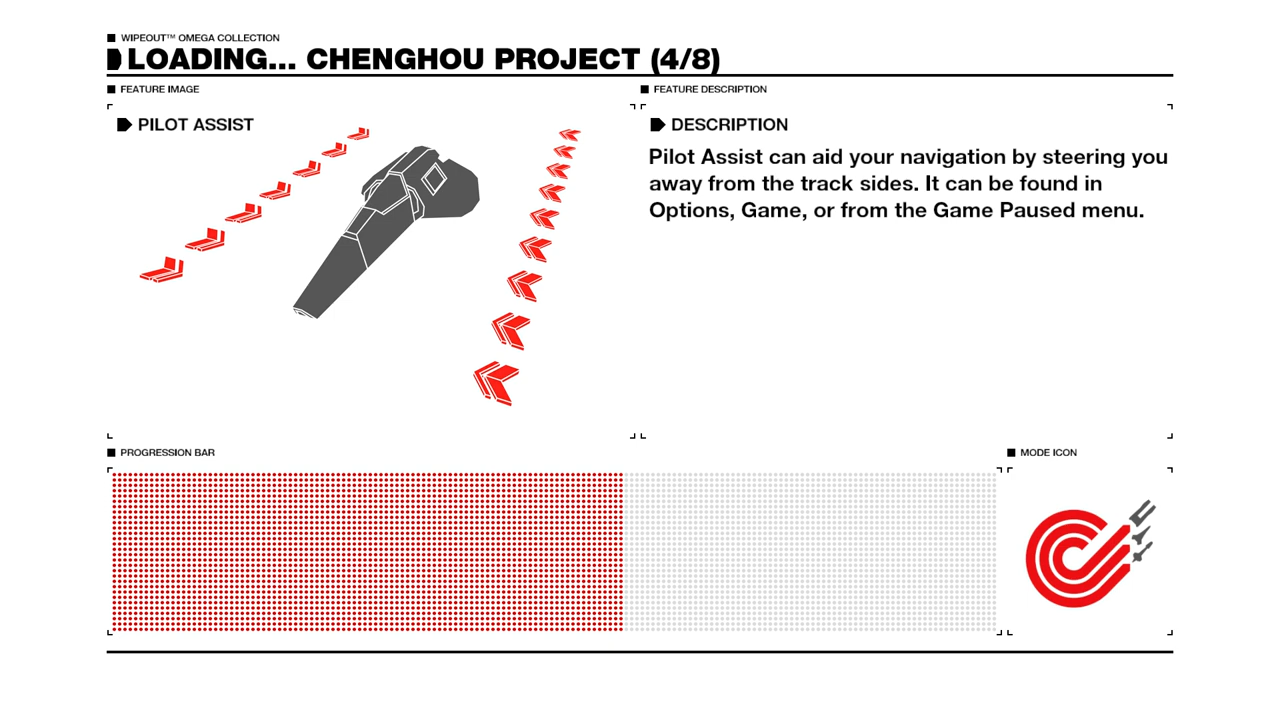 WIPEOUT™ OMEGA COLLECTION
LOADING... CHENGHOU PROJECT (4/8)
FEATURE IMAGE
PILOT ASSIST
FEATURE DESCRIPTION
DESCRIPTION
Pilot Assist can aid your navigation by steering you
away from the track sides. It can be found in
Options, Game, or from the Game Paused menu.
PROGRESSION BAR
MODE ICON